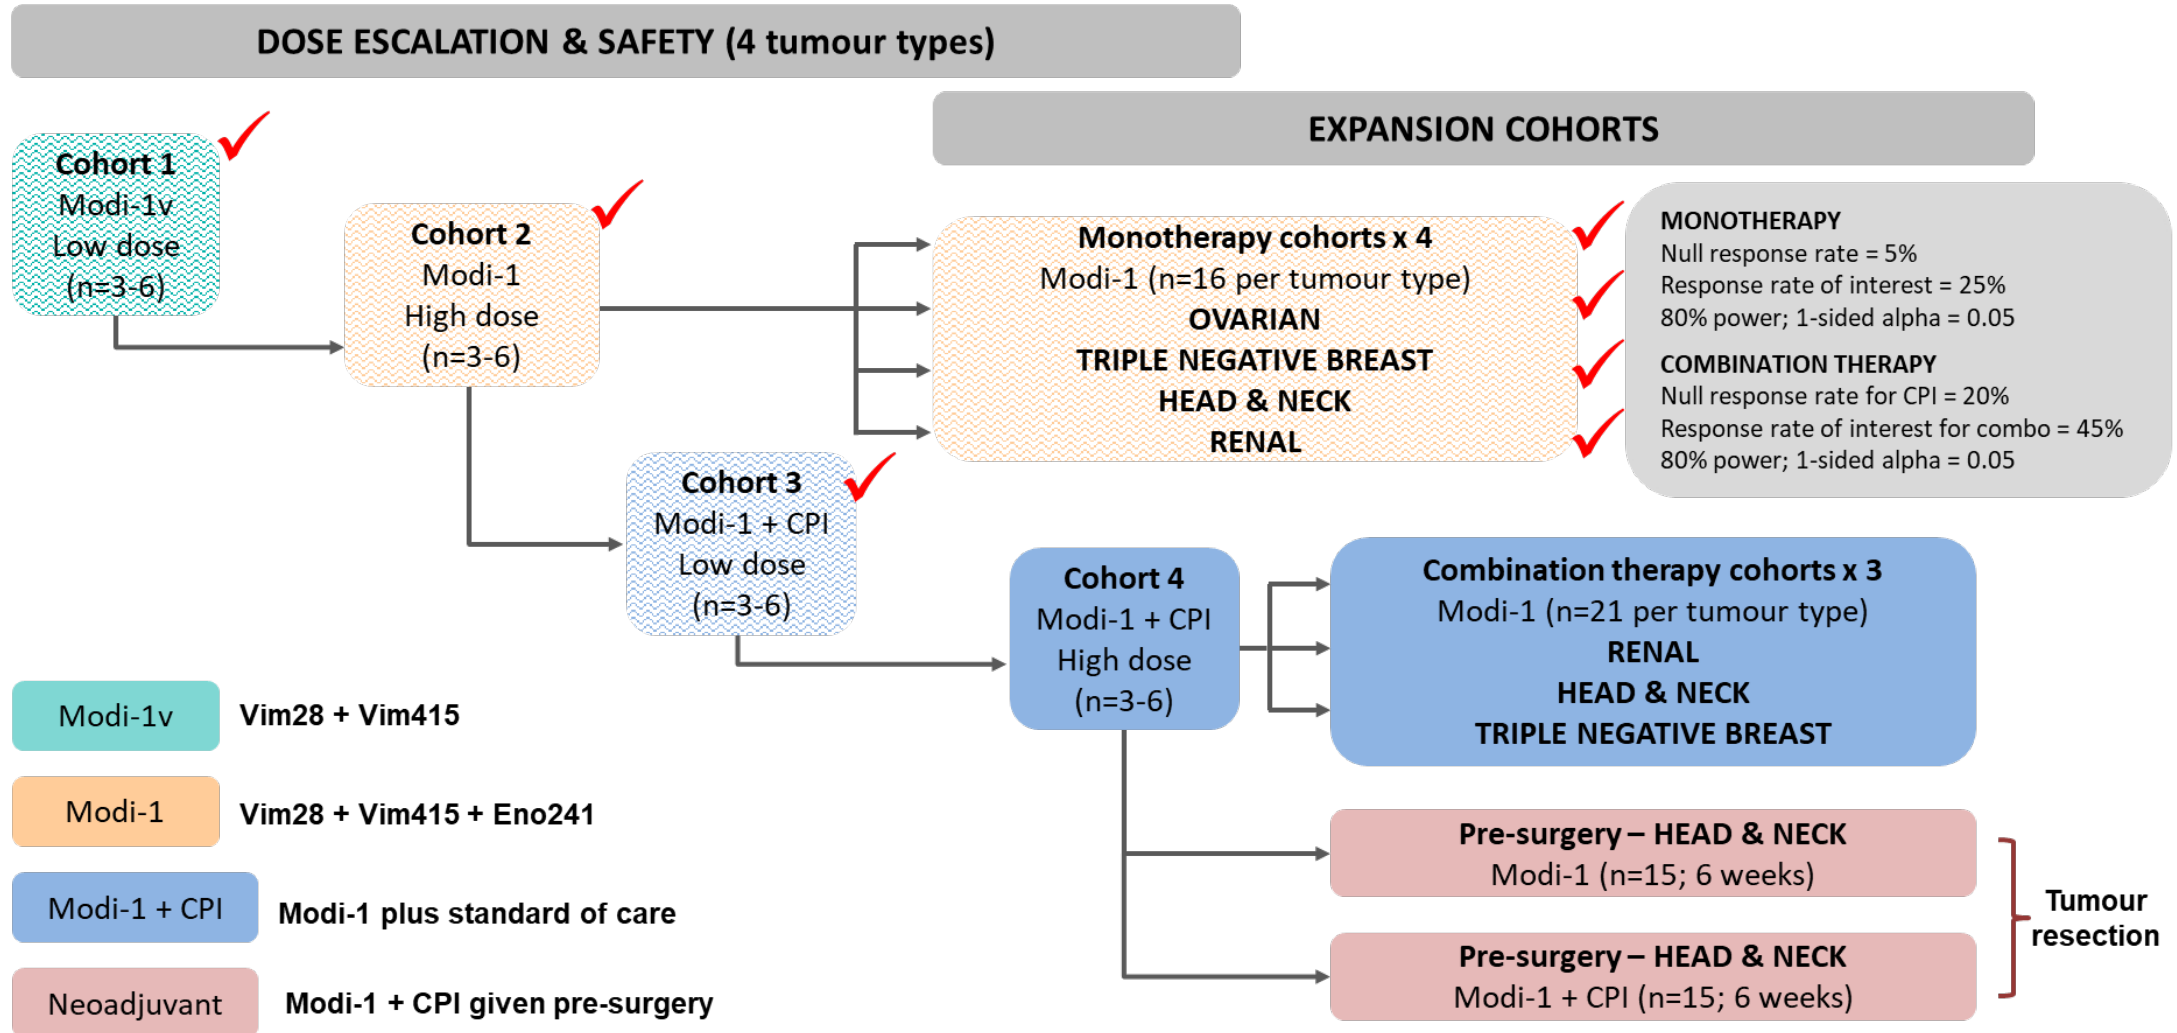 DOSE ESCALATION & SAFETY (4 tumour types)
EXPANSION COHORTS
Cohort 1
Modi-1v
Low dose
(n=3-6)
Cohort 2
Modi-1
High dose
(n=3-6)
Monotherapy cohorts x 4
Modi-1 (n=16 per tumour type)
OVARIAN
TRIPLE NEGATIVE BREAST
HEAD & NECK
RENAL
MONOTHERAPY
Null response rate = 5%
Response rate of interest = 25%
80% power; 1-sided alpha = 0.05
COMBINATION THERAPY
Null response rate for CPI = 20%
Response rate of interest for combo = 45%
80% power; 1-sided alpha = 0.05
Cohort 3
Modi-1 + CPI
Low dose
(n=3-6)
Cohort 4
Modi-1 + CPI
High dose
(n=3-6)
Combination therapy cohorts x 3
Modi-1 (n=21 per tumour type)
RENAL
HEAD & NECK
TRIPLE NEGATIVE BREAST
Pre-surgery – HEAD & NECK
Modi-1 (n=15; 6 weeks)
Pre-surgery – HEAD & NECK
Modi-1 + CPI (n=15; 6 weeks)
Tumour
resection
Modi-1v
Vim28 + Vim415
Modi-1
Vim28 + Vim415 + Eno241
Modi-1 + CPI
Modi-1 plus standard of care
Neoadjuvant
Modi-1 + CPI given pre-surgery